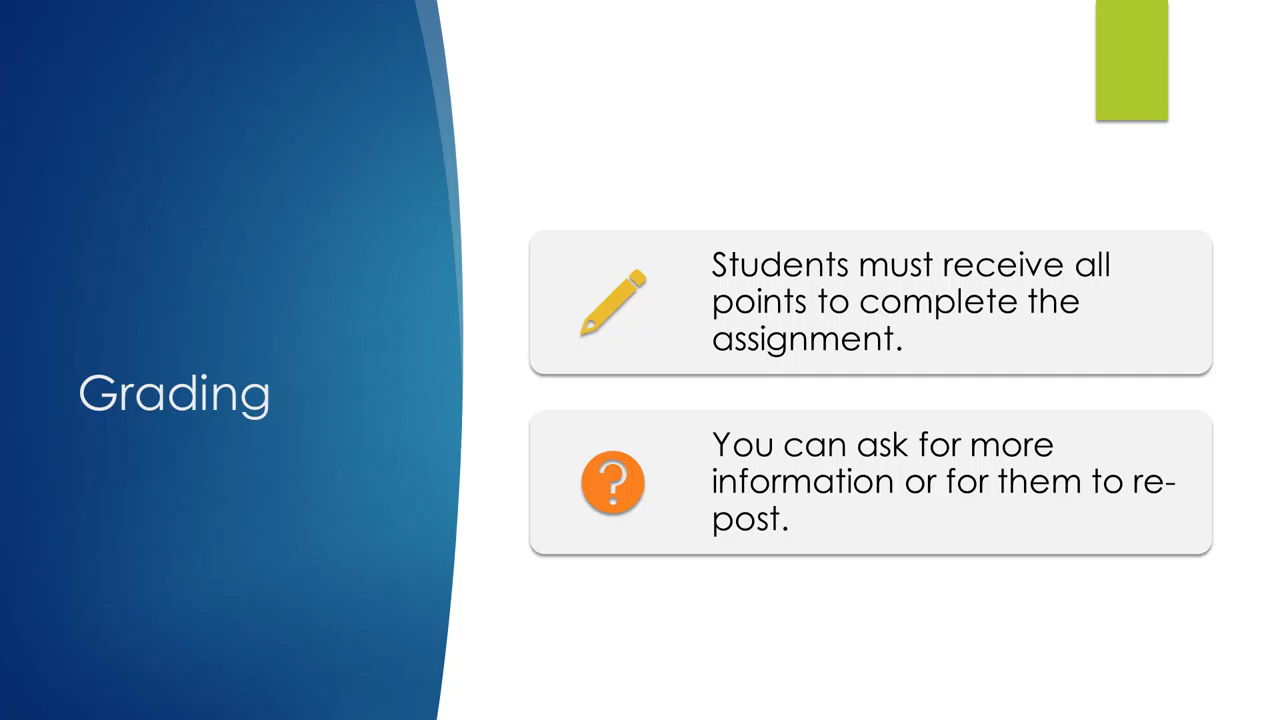 Grading
Students must receive all
points to complete the
assignment.
You can ask for more
information or for them to re-
post.